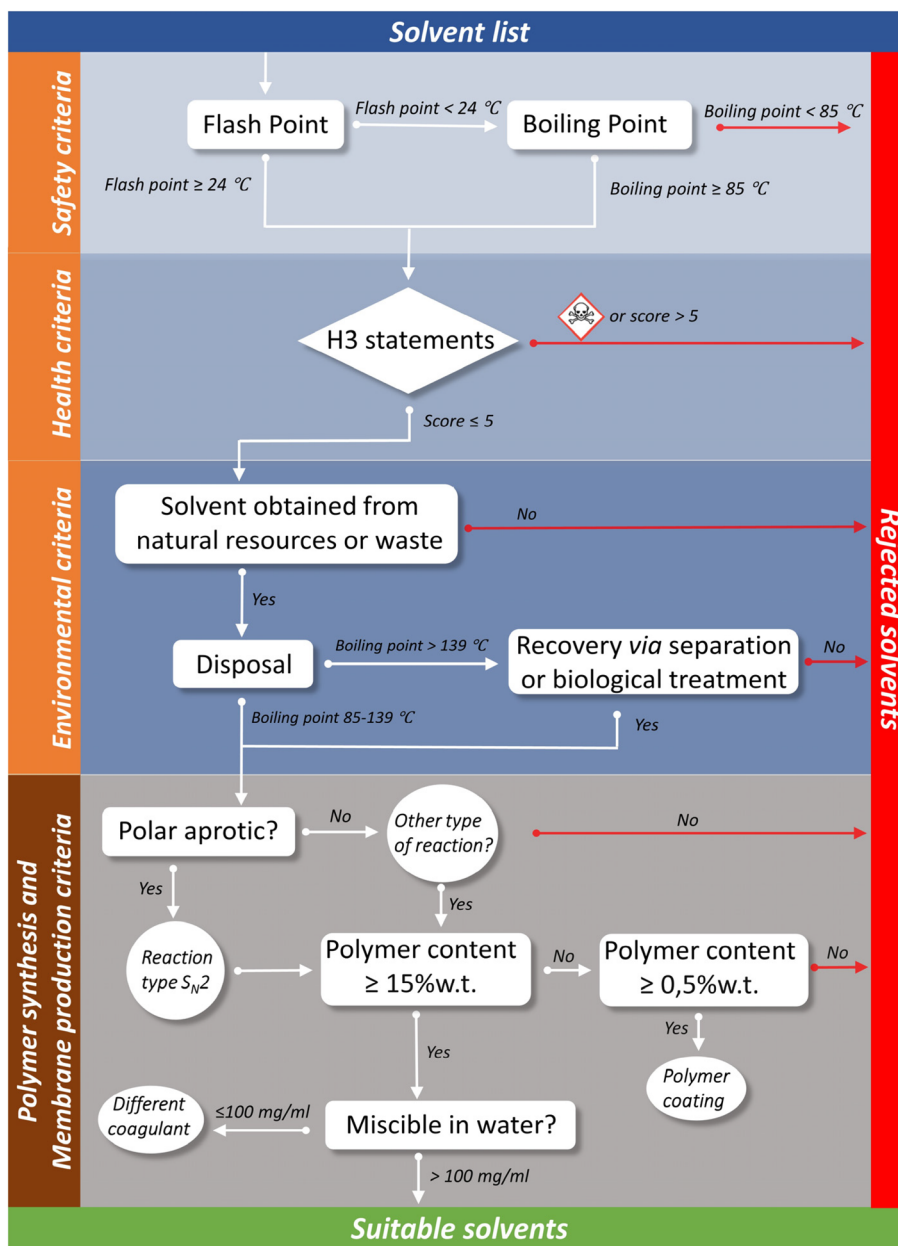 Solvent list
Safety criteria
Flash Point
Flash point < 24 °C
Boiling Point
Boiling point < 85 °C
Flash point ≥ 24 °C
Boiling point ≥ 85 °C
Health criteria
H3 statements
or score > 5
Score ≤ 5
Environmental criteria
Solvent obtained from
natural resources or waste
No
Yes
Disposal
Boiling point > 139 °C
Recovery via separation
or biological treatment
No
Boiling point 85-139 °C
Yes
Rejected solvents
Polymer synthesis and
Membrane production criteria
Polar aprotic?
No
Other type
of reaction?
No
Yes
Yes
Reaction
type SN2
Polymer content
≥ 15%w.t.
No
Polymer content
≥ 0,5%w.t.
No
Yes
Yes
Polymer
coating
Different
coagulant
≤100 mg/ml
Miscible in water?
> 100 mg/ml
Suitable solvents